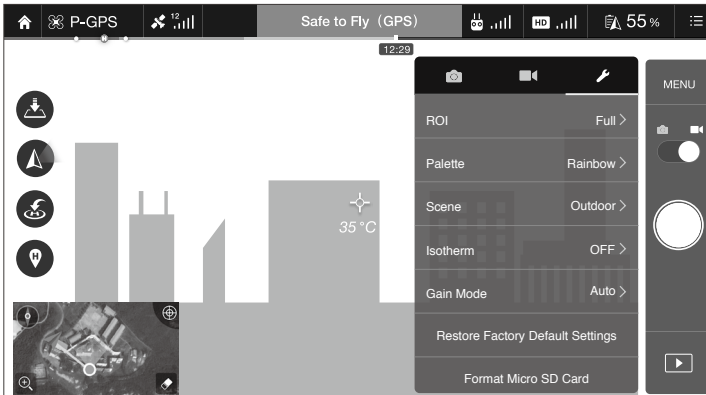 P-GPS 12 Safe to Fly (GPS) HD 55%
H
12:29
MENU
ROI Full >
Palette Rainbow >
Scene Outdoor >
35°C
Isotherm OFF >
H
Gain Mode Auto >
Restore Factory Default Settings
Format Micro SD Card